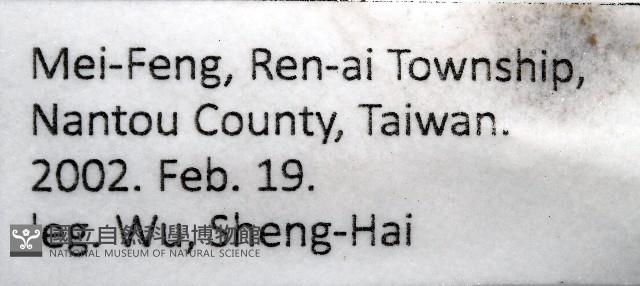 Mei-Feng, Ren-ai Township,
Nantou County, Taiwan.
2002. Feb. 19.
leg. Wu, Sheng-Hai
國立自然科學博物館
NATIONAL MUSEUM OF NATURAL SCIENCE